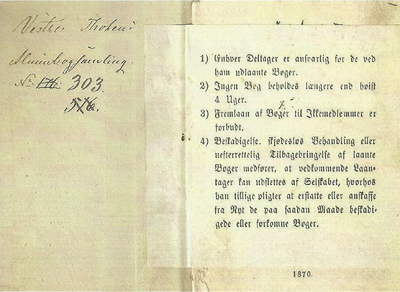 Vestre Thoten's
Almuebogsamling.
No 303.
516.
1) Enhver Deltager er ansvarlig for de ved
ham udlaante Bøger.
2) Ingen Bog beholdes længere end høist
4 Uger.
3) Fremlaan af Bøger til Ikkemedlemmer er
forbudt.
4) Beskadigelse, skjødesløs Behandling eller
uefterrettelig Tilbagebringelse af laante
Bøger medfører, at vedkommende Laan-
tager kan udslettes af Selskabet, hvorhos
han tillige pligter at erstatte eller anskaffe
fra Nyt de paa saadan Maade beskadi-
gede eller forkomne Bøger.
1870.